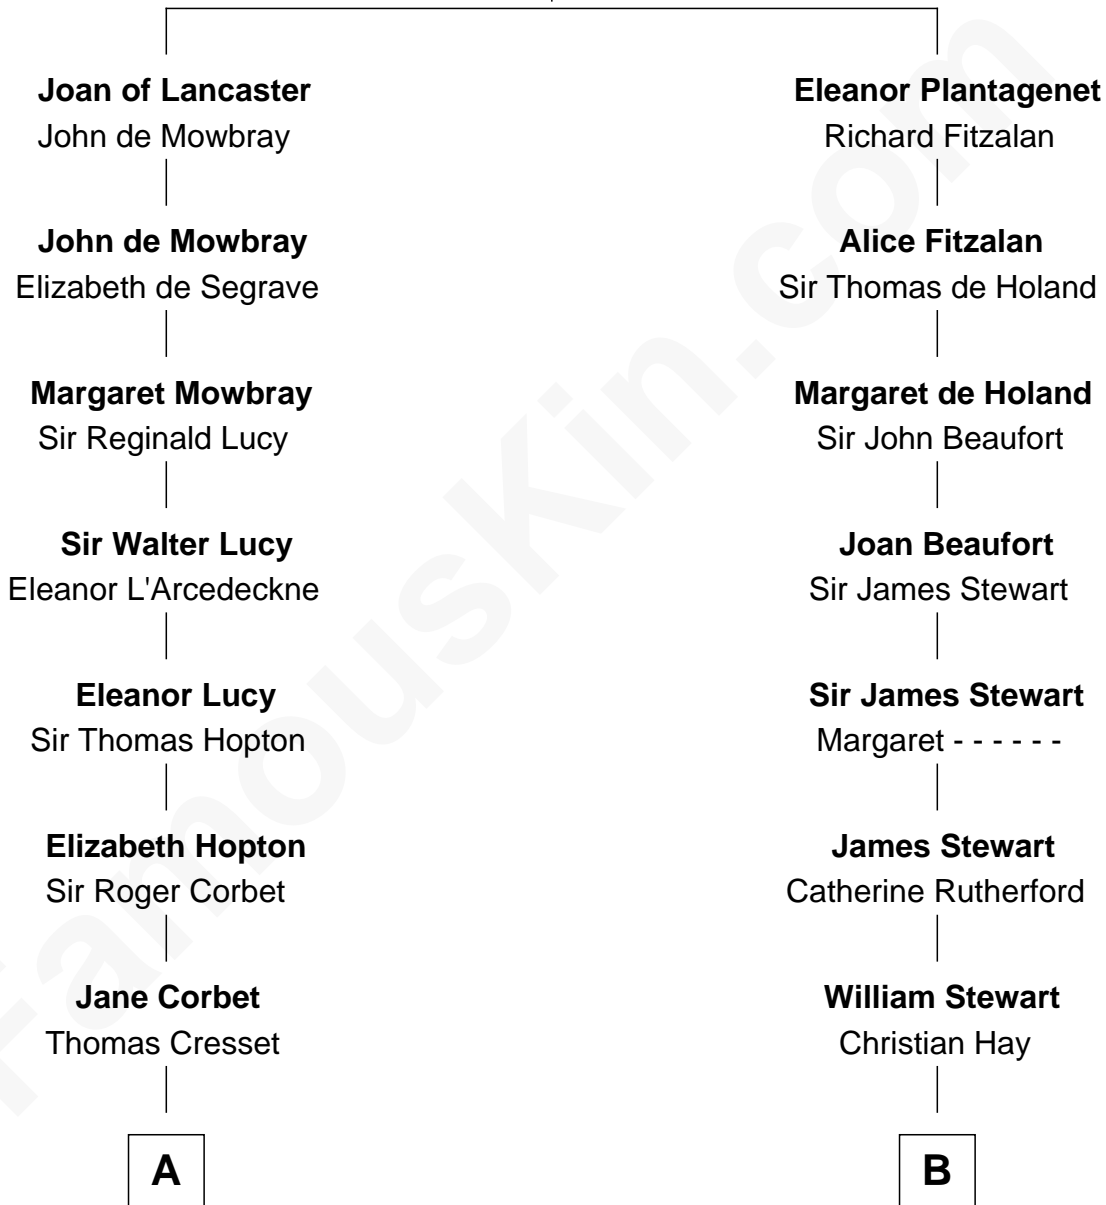 Joan of Lancaster
John de Mowbray
Eleanor Plantagenet
Richard Fitzalan
John de Mowbray
Elizabeth de Segrave
Alice Fitzalan
Sir Thomas de Holand
Margaret Mowbray
Sir Reginald Lucy
Margaret de Holand
Sir John Beaufort
Sir Walter Lucy
Eleanor L'Arcedeckne
Joan Beaufort
Sir James Stewart
Eleanor Lucy
Sir Thomas Hopton
Sir James Stewart
Margaret - - - - - -
Elizabeth Hopton
Sir Roger Corbet
James Stewart
Catherine Rutherford
Jane Corbet
Thomas Cresset
William Stewart
Christian Hay
A
B
FamousKin.com